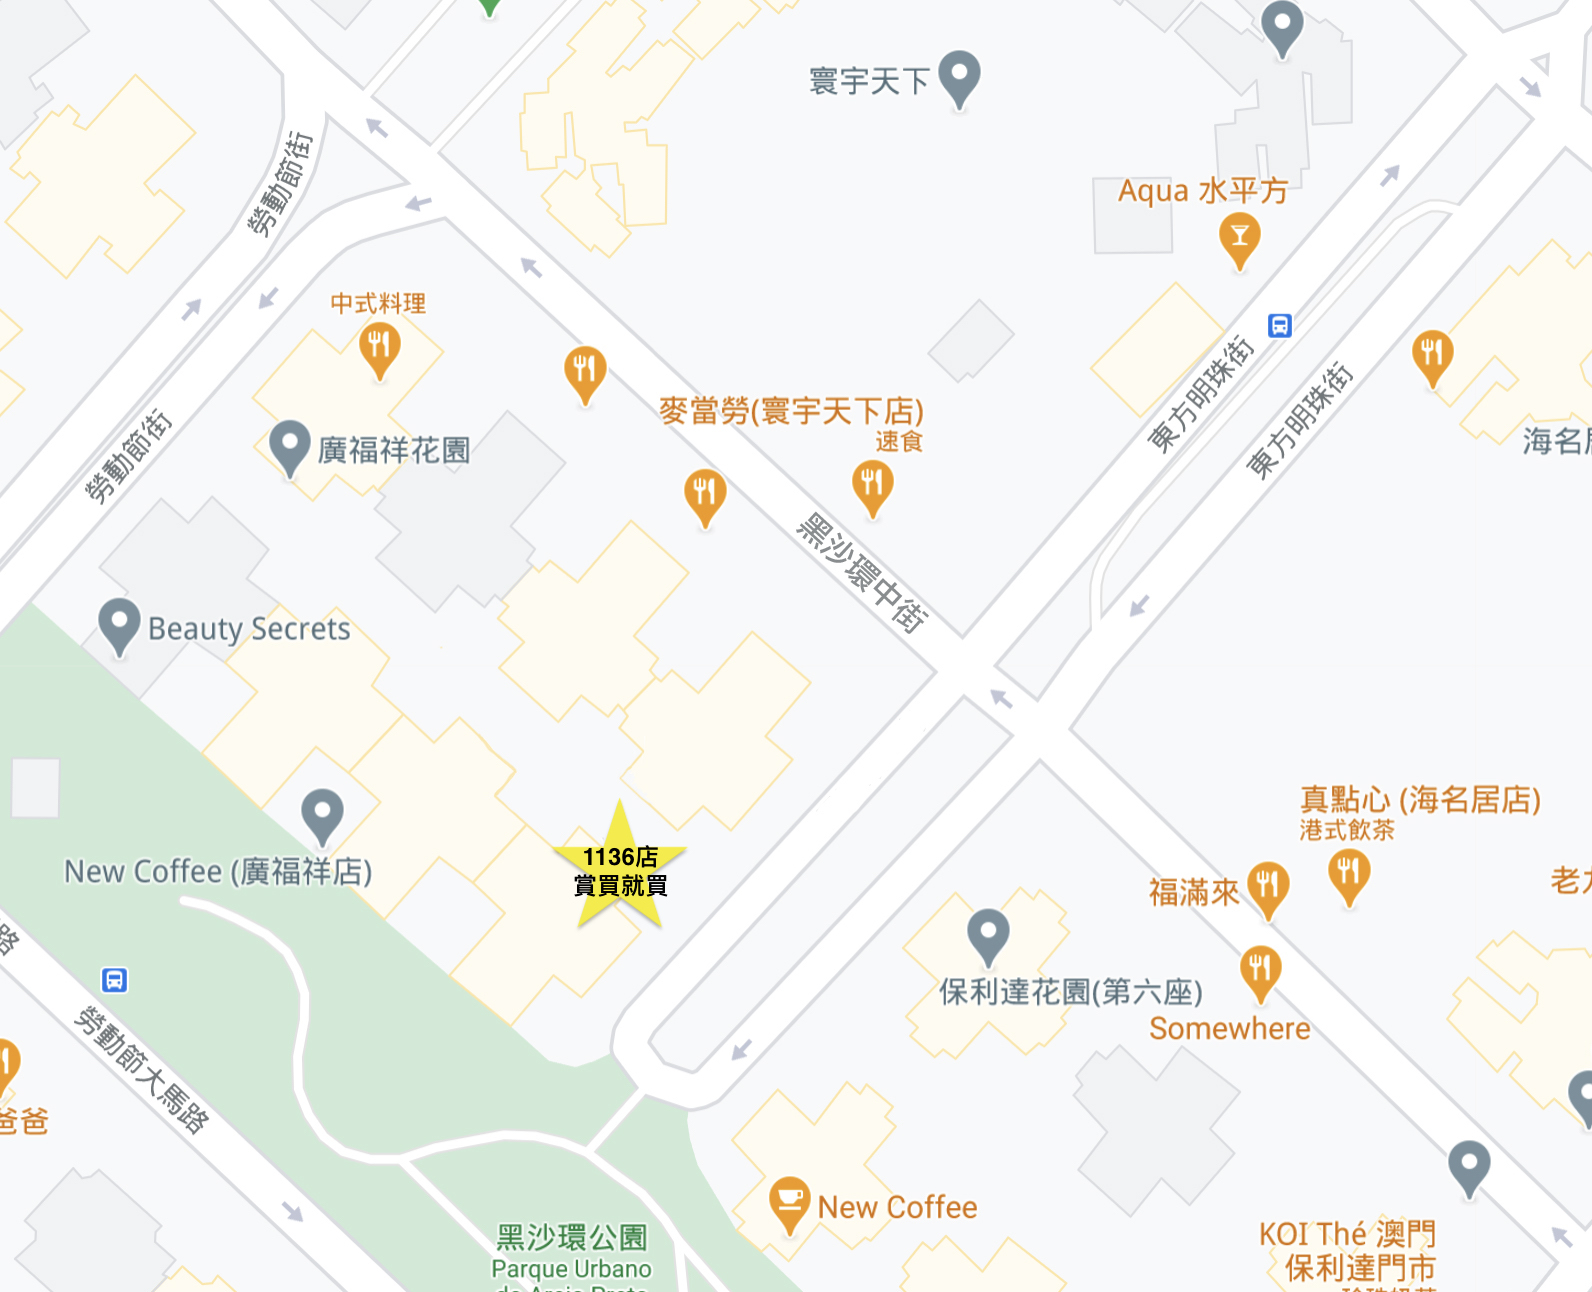 寰宇天下
勞動節街
Aqua 水平方
中式料理
東方明珠街
東方明珠街
麥當勞(寰宇天下店)
速食
廣福祥花園
勞動節街
黑沙環中街
Beauty Secrets
真點心 (海名居店)
港式飲茶
1136店
賞買就買
New Coffee (廣福祥店)
福滿來
保利達花園(第六座)
Somewhere
路
勞動節大馬路
爸爸
New Coffee
黑沙環公園
Parque Urbano
KOI Thé 澳門
保利達門市
海名
老